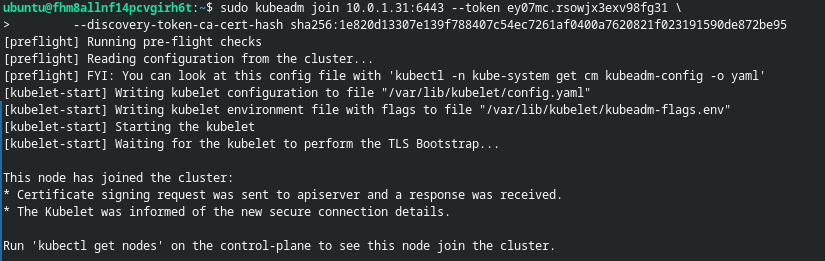 ubuntu@fhm8allnf14pcvgirh6t:~$ sudo kubeadm join 10.0.1.31:6443 --token ey07mc.rsowjx3exv98fg31 \
>         --discovery-token-ca-cert-hash sha256:1e820d13307e139f788407c54ec7261af0400a7620821f023191590de872be95
[preflight] Running pre-flight checks
[preflight] Reading configuration from the cluster...
[preflight] FYI: You can look at this config file with 'kubectl -n kube-system get cm kubeadm-config -o yaml'
[kubelet-start] Writing kubelet configuration to file "/var/lib/kubelet/config.yaml"
[kubelet-start] Writing kubelet environment file with flags to file "/var/lib/kubelet/kubeadm-flags.env"
[kubelet-start] Starting the kubelet
[kubelet-start] Waiting for the kubelet to perform the TLS Bootstrap...

This node has joined the cluster:
* Certificate signing request was sent to apiserver and a response was received.
* The Kubelet was informed of the new secure connection details.

Run 'kubectl get nodes' on the control-plane to see this node join the cluster.